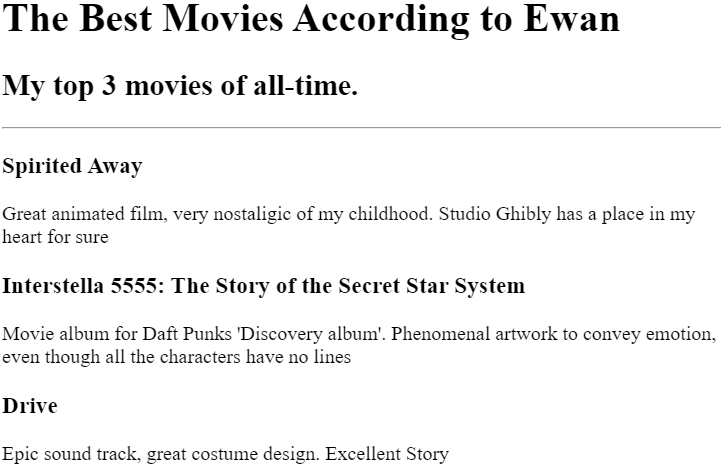 The Best Movies According to Ewan
My top 3 movies of all-time.
Spirited Away
Great animated film, very nostaligic of my childhood. Studio Ghibly has a place in my
heart for sure
Interstella 5555: The Story of the Secret Star System
Movie album for Daft Punks 'Discovery album'. Phenomenal artwork to convey emotion,
even though all the characters have no lines
Drive
Epic sound track, great costume design. Excellent Story